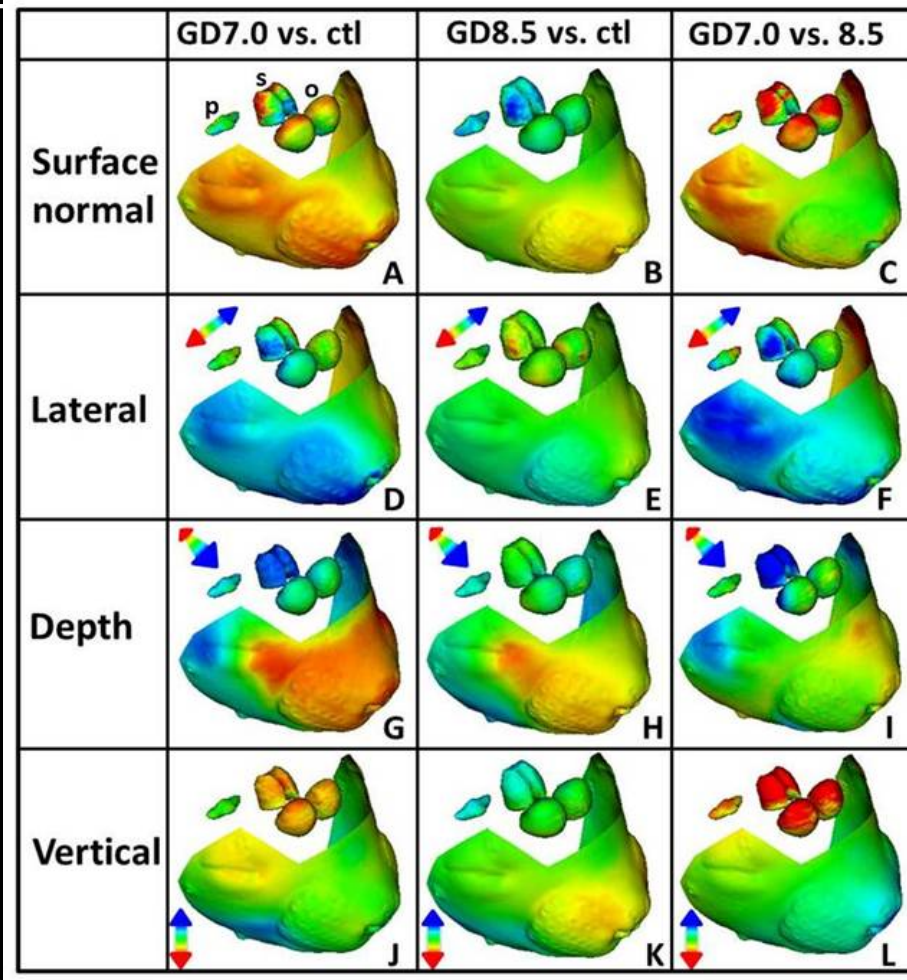 GD7.0 vs. ctl GD8.5 vs. ctl GD7.0 vs. 8.5
p s o
Surface
normal
A B C
Lateral
D E F
Depth
G H I
Vertical
J K L